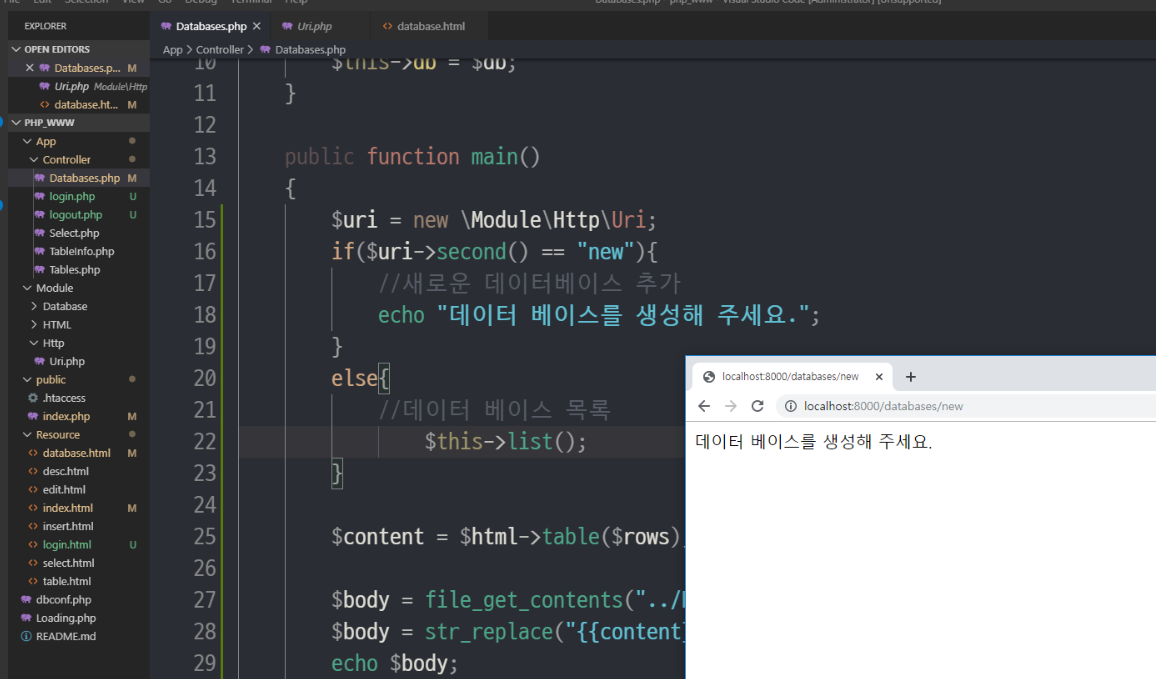 File Edit Selection View Go Debug Terminal Help
Databases.php - php_www - Visual Studio Code [Administrator] [Unsupported]
EXPLORER
Databases.php
Uri.php
database.html
OPEN EDITORS
App > Controller > Databases.php
Databases.p... M
Uri.php Module\Http
database.ht... M
PHP_WWW
App
Controller
Databases.php M
login.php U
logout.php U
Select.php
TableInfo.php
Tables.php
Module
Database
HTML
Http
Uri.php
public
.htaccess
index.php M
Resource
database.html M
desc.html
edit.html
index.html M
insert.html
login.html U
select.html
table.html
dbconf.php
Loading.php
README.md
10 $this->db = $db;
11 }
12
13 public function main()
14 {
15 $uri = new \Module\Http\Uri;
16 if($uri->second() == "new"){
17 //새로운 데이터베이스 추가
18 echo "데이터 베이스를 생성해 주세요.";
19 }
20 else{
21 //데이터 베이스 목록
22 $this->list();
23 }
24
25 $content = $html->table($rows)
26
27 $body = file_get_contents("../
28 $body = str_replace("{{content
29 echo $body;
localhost:8000/databases/new
localhost:8000/databases/new
데이터 베이스를 생성해 주세요.